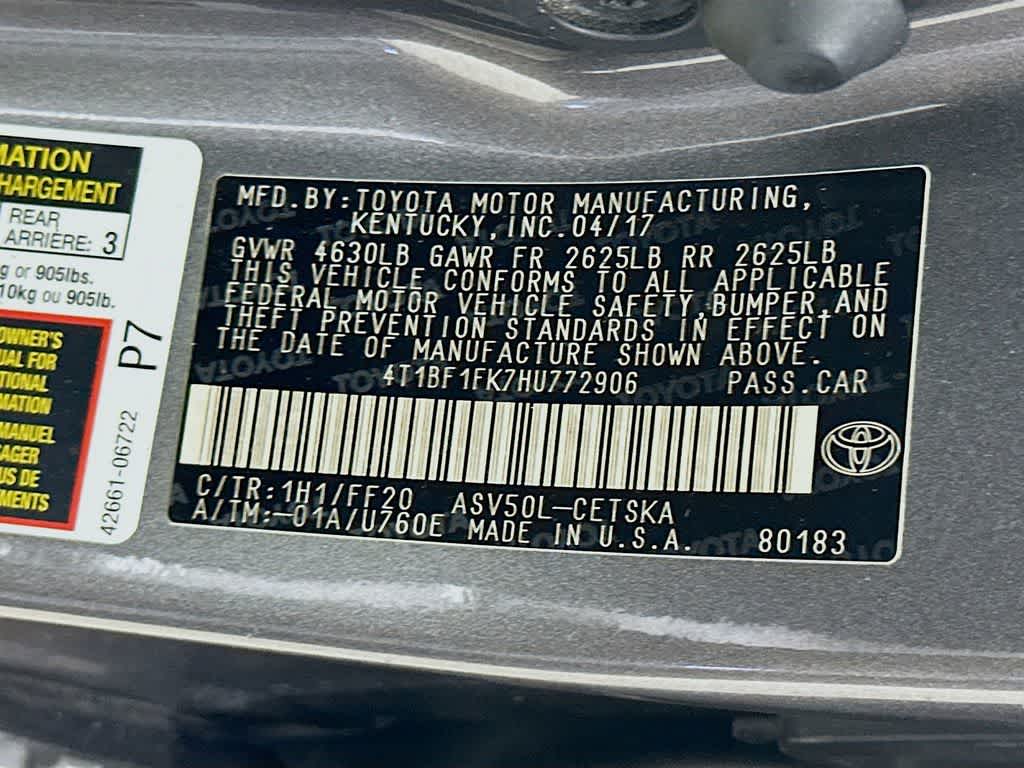 MATION
HARGEMENT
REAR
ARRIÈRE: 3
g or 905lbs.
10kg ou 905lb.
OWNER'S
UAL FOR
TIONAL
MATION
MANUEL
AGER
US DE
MENTS
P7
42661-06722
MFD.BY:TOYOTA MOTOR MANUFACTURING,
KENTUCKY,INC.04/17
GVWR 4630LB GAWR FR 2625LB RR 2625LB
THIS VEHICLE CONFORMS TO ALL APPLICABLE
FEDERAL MOTOR VEHICLE SAFETY,BUMPER,AND
THEFT PREVENTION STANDARDS IN EFFECT ON
THE DATE OF MANUFACTURE SHOWN ABOVE.
4T1BF1FK7HU772906 PASS.CAR
C/TR:1H1/FF20 ASV50L-CETSKA
A/TM:-01A/U760E MADE IN U.S.A. 80183